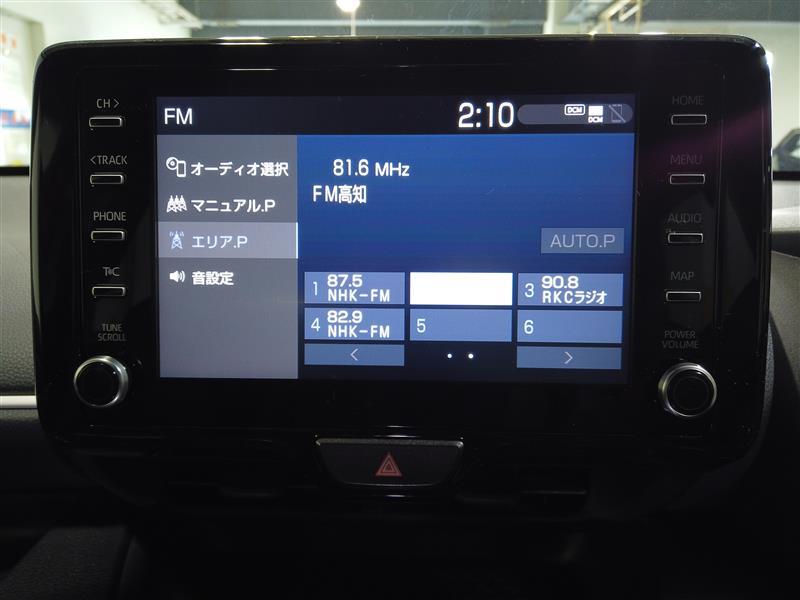 FM
2:10
DCM
DCM
CH >
<TRACK
PHONE
T*C
TUNE
SCROLL
オーディオ選択
マニュアル.P
エリア.P
音設定
81.6 MHz
FM高知
AUTO.P
1 87.5
NHK-FM
3 90.8
RKCラジオ
4 82.9
NHK-FM
5
6
<
>
HOME
MENU
AUDIO
MAP
POWER
VOLUME